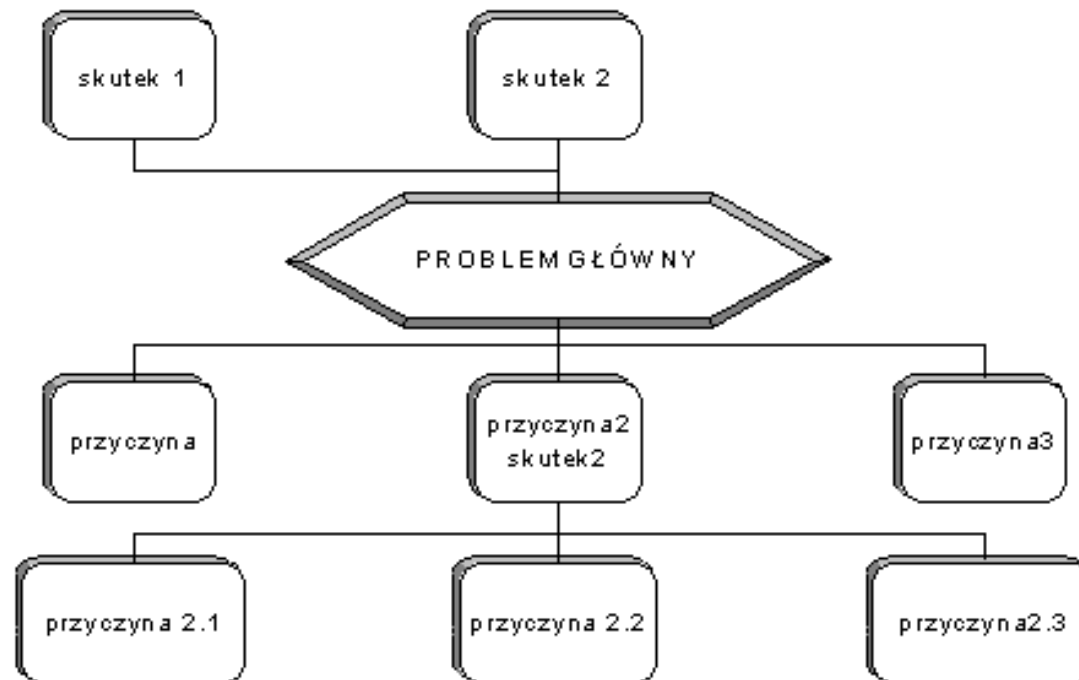 skutek 1
skutek 2
PROBLEM GŁÓWNY
przyczyna
przyczyna2
skutek2
przyczyna3
przyczyna 2.1
przyczyna 2.2
przyczyna2.3